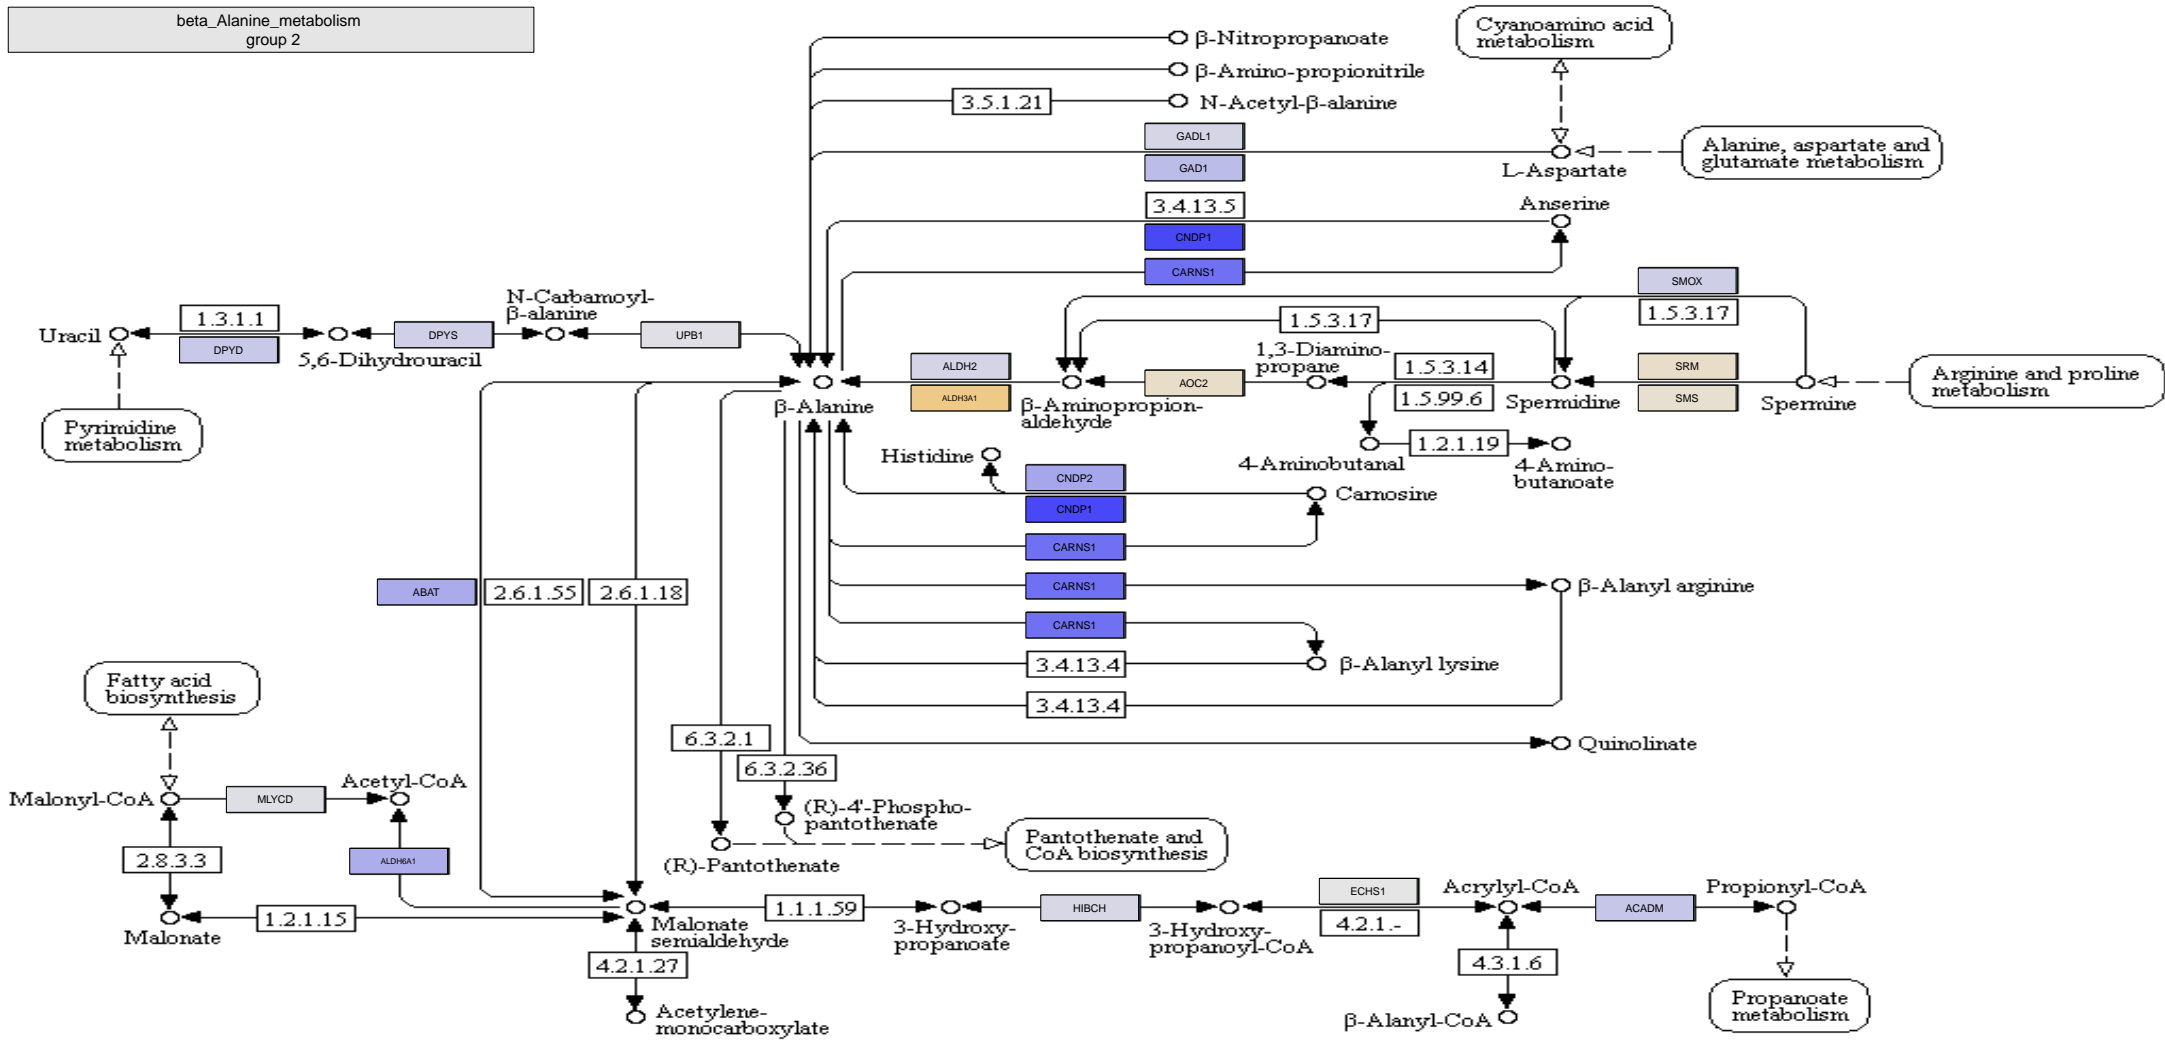 beta_Alanine_metabolism
group 2
β-Nitropropanoate
β-Amino-propionitrile
3.5.1.21
N-Acetyl-β-alanine
Cyanoamino acid
metabolism
GADL1
GAD1
L-Aspartate
Alanine, aspartate and
glutamate metabolism
3.4.13.5
CNDP1
CARNS1
Anserine
SMOX
1.5.3.17
1.5.3.17
Uracil
1.3.1.1
DPYD
5,6-Dihydrouracil
DPYS
N-Carbamoyl-
β-alanine
UPB1
Pyrimidine
metabolism
β-Alanine
ALDH2
ALDH3A1
β-Aminopropion-
aldehyde
AOC2
1,3-Diamino-
propane
1.5.3.14
1.5.99.6
Spermidine
SRM
SMS
Spermine
Arginine and proline
metabolism
4-Aminobutanal
1.2.1.19
4-Amino-
butanoate
Histidine
CNDP2
CNDP1
Carnosine
CARNS1
CARNS1
β-Alanyl arginine
CARNS1
β-Alanyl lysine
3.4.13.4
3.4.13.4
Quinolinate
ABAT
2.6.1.55
2.6.1.18
6.3.2.1
6.3.2.36
(R)-4'-Phospho-
pantothenate
(R)-Pantothenate
Pantothenate and
CoA biosynthesis
Fatty acid
biosynthesis
Malonyl-CoA
MLYCD
Acetyl-CoA
2.8.3.3
ALDH6A1
Malonate
1.2.1.15
Malonate
semialdehyde
4.2.1.27
Acetylene-
monocarboxylate
1.1.1.59
3-Hydroxy-
propanoate
HIBCH
3-Hydroxy-
propanoyl-CoA
ECHS1
4.2.1.-
Acrylyl-CoA
ACADM
Propionyl-CoA
4.3.1.6
β-Alanyl-CoA
Propanoate
metabolism